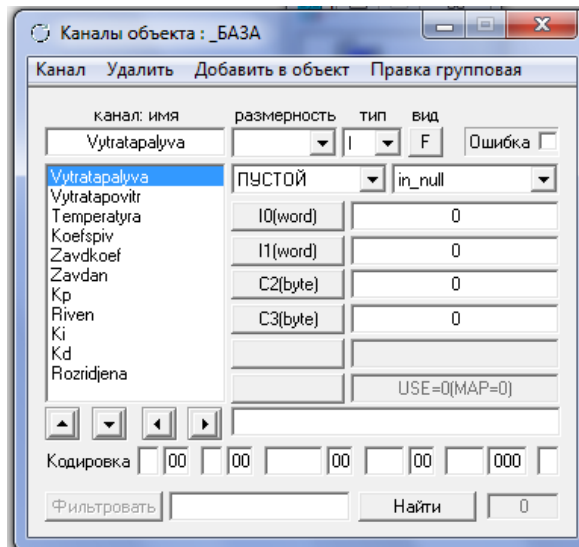 Каналы объекта : _БАЗА
Канал Удалить Добавить в объект Правка групповая
канал: имя размерность тип вид
Vytratapalyva I F Ошибка
Vytratapalyva ПУСТОЙ in_null
Vytratapovitr
Temperatyra I0(word) 0
Koefspiv
Zavdkoef I1(word) 0
Zavdan C2(byte) 0
Kp
Riven C3(byte) 0
Ki
Kd
Rozridjena USE=0(MAP=0)
Кодировка 00 00 00 00 000
Фильтровать Найти 0